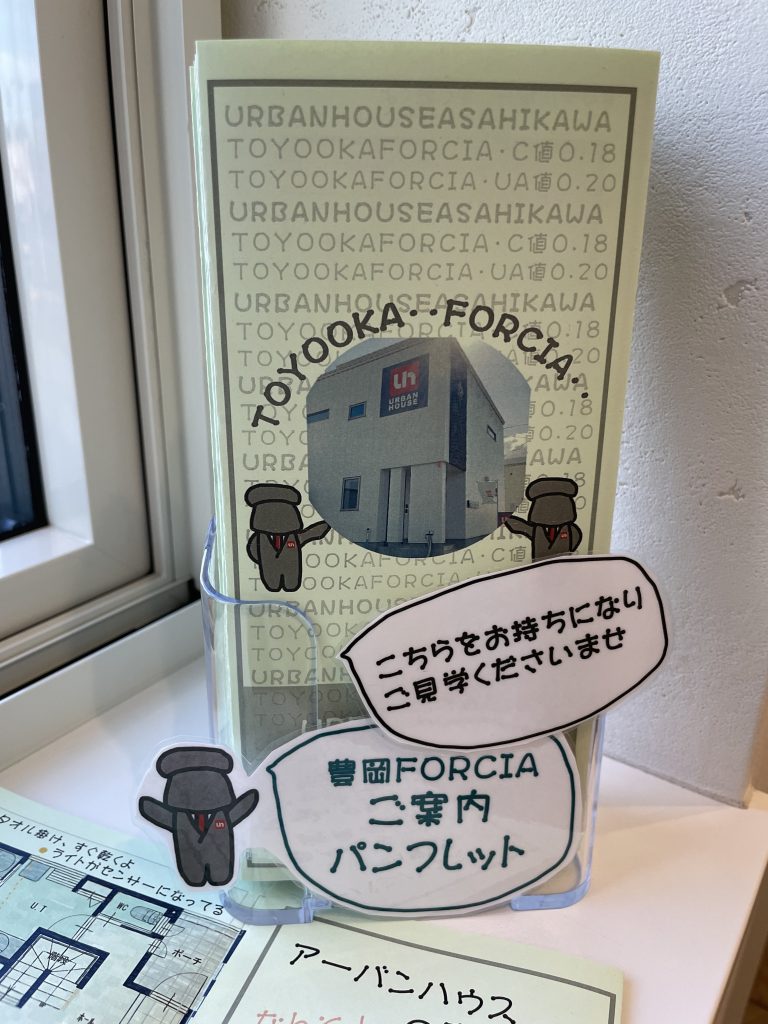 URBANHOUSEASAHIKAWA
TOYOOKAFORCIA・C値0.18
TOYOOKAFORCIA・UA値0.20
URBANHOUSEASAHIKAWA
TOYOOKAFORCIA・C値0.18
TOYOOKAFORCIA・UA値0.20
URBANHOUSEASAHIKAWA
TOYOOKA・・FORCIA・・
un
URBAN
HOUSE
こちらをお持ちになり
ご見学くださいませ
豊岡FORCIA
ご案内
パンフレット
タオル掛け、すぐ乾くよ
ライトがセンサーになってる
U.T
WC
階段
ポーチ
アーバンハウス